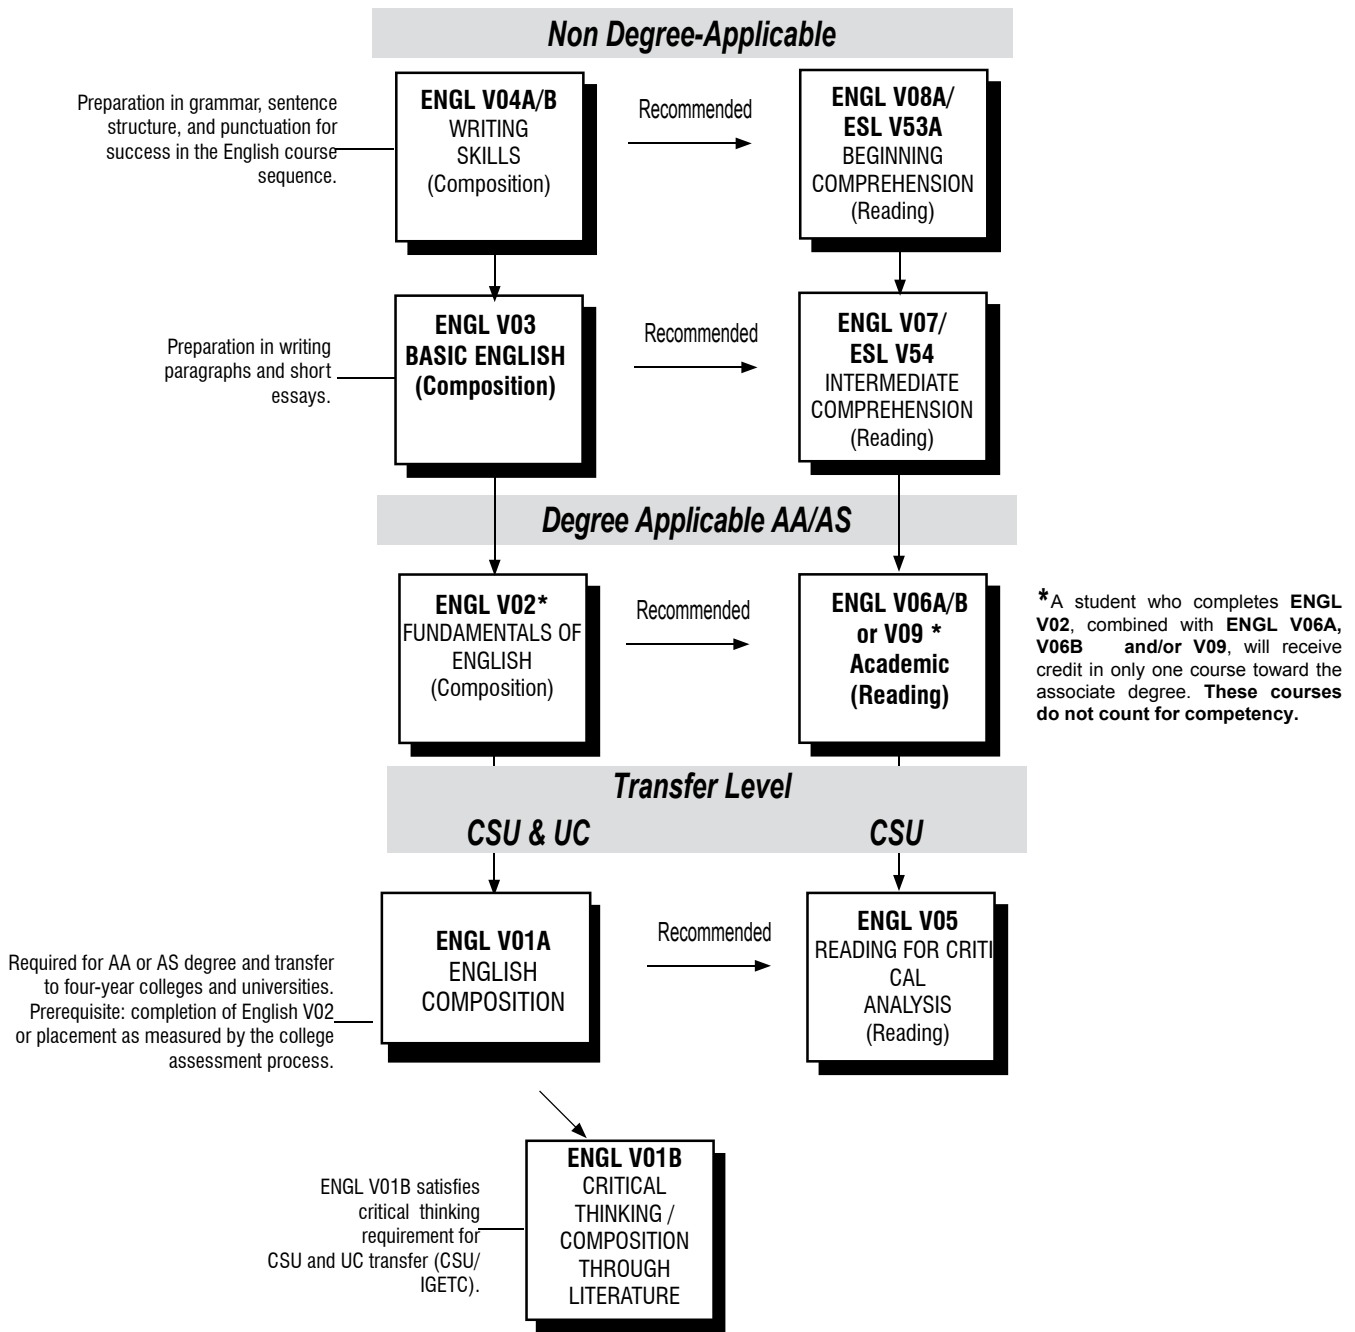 Non Degree-Applicable
Preparation in grammar, sentence
structure, and punctuation for
success in the English course
sequence.
ENGL V04A/B
WRITING
SKILLS
(Composition)
Recommended
ENGL V08A/
ESL V53A
BEGINNING
COMPREHENSION
(Reading)
Preparation in writing
paragraphs and short
essays.
ENGL V03
BASIC ENGLISH
(Composition)
Recommended
ENGL V07/
ESL V54
INTERMEDIATE
COMPREHENSION
(Reading)
Degree Applicable AA/AS
ENGL V02*
FUNDAMENTALS OF
ENGLISH
(Composition)
Recommended
ENGL V06A/B
or V09 *
Academic
(Reading)
*A student who completes ENGL
V02, combined with ENGL V06A,
V06B and/or V09, will receive
credit in only one course toward the
associate degree. These courses
do not count for competency.
Transfer Level
CSU & UC
CSU
Required for AA or AS degree and transfer
to four-year colleges and universities.
Prerequisite: completion of English V02
or placement as measured by the college
assessment process.
ENGL V01A
ENGLISH
COMPOSITION
Recommended
ENGL V05
READING FOR CRITI
CAL
ANALYSIS
(Reading)
ENGL V01B satisfies
critical thinking
requirement for
CSU and UC transfer (CSU/
IGETC).
ENGL V01B
CRITICAL
THINKING /
COMPOSITION
THROUGH
LITERATURE